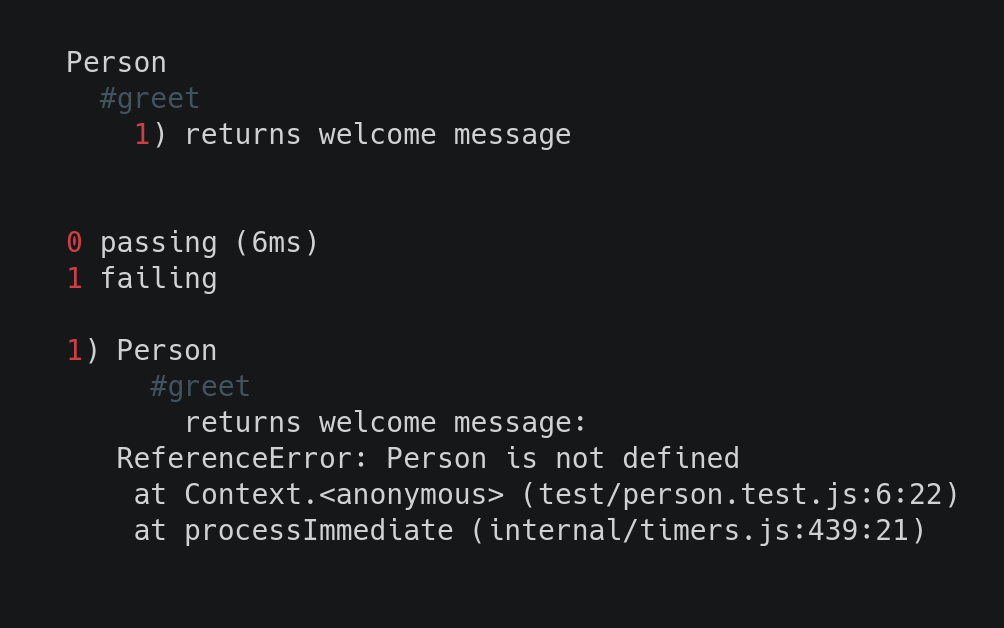 Person
#greet
1) returns welcome message
0 passing (6ms)
1 failing
1) Person
#greet
returns welcome message:
ReferenceError: Person is not defined
at Context.<anonymous> (test/person.test.js:6:22)
at processImmediate (internal/timers.js:439:21)